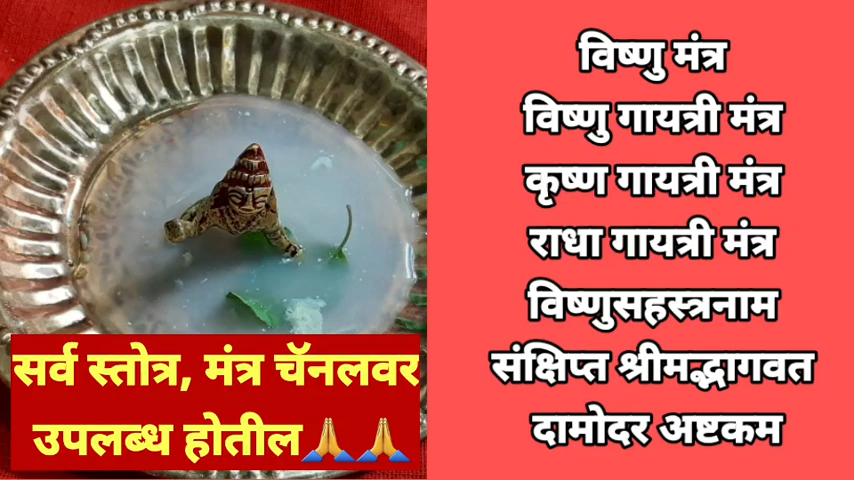 सर्व स्तोत्र, मंत्र चॅनलवर
उपलब्ध होतील🙏🙏
विष्णु मंत्र
विष्णु गायत्री मंत्र
कृष्ण गायत्री मंत्र
राधा गायत्री मंत्र
विष्णुसहस्त्रनाम
संक्षिप्त श्रीमद्भागवत
दामोदर अष्टकम